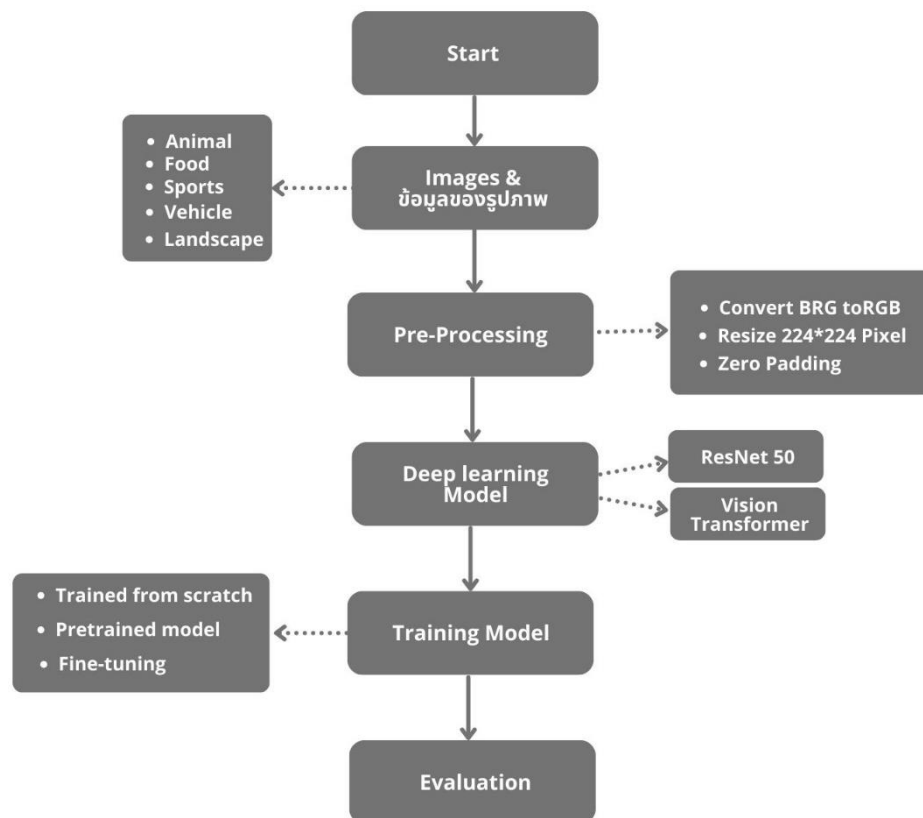 Start
• Animal
• Food
• Sports
• Vehicle
• Landscape
Images &
ข้อมูลของรูปภาพ
Pre-Processing
• Convert BRG toRGB
• Resize 224*224 Pixel
• Zero Padding
Deep learning
Model
ResNet 50
Vision
Transformer
• Trained from scratch
• Pretrained model
• Fine-tuning
Training Model
Evaluation